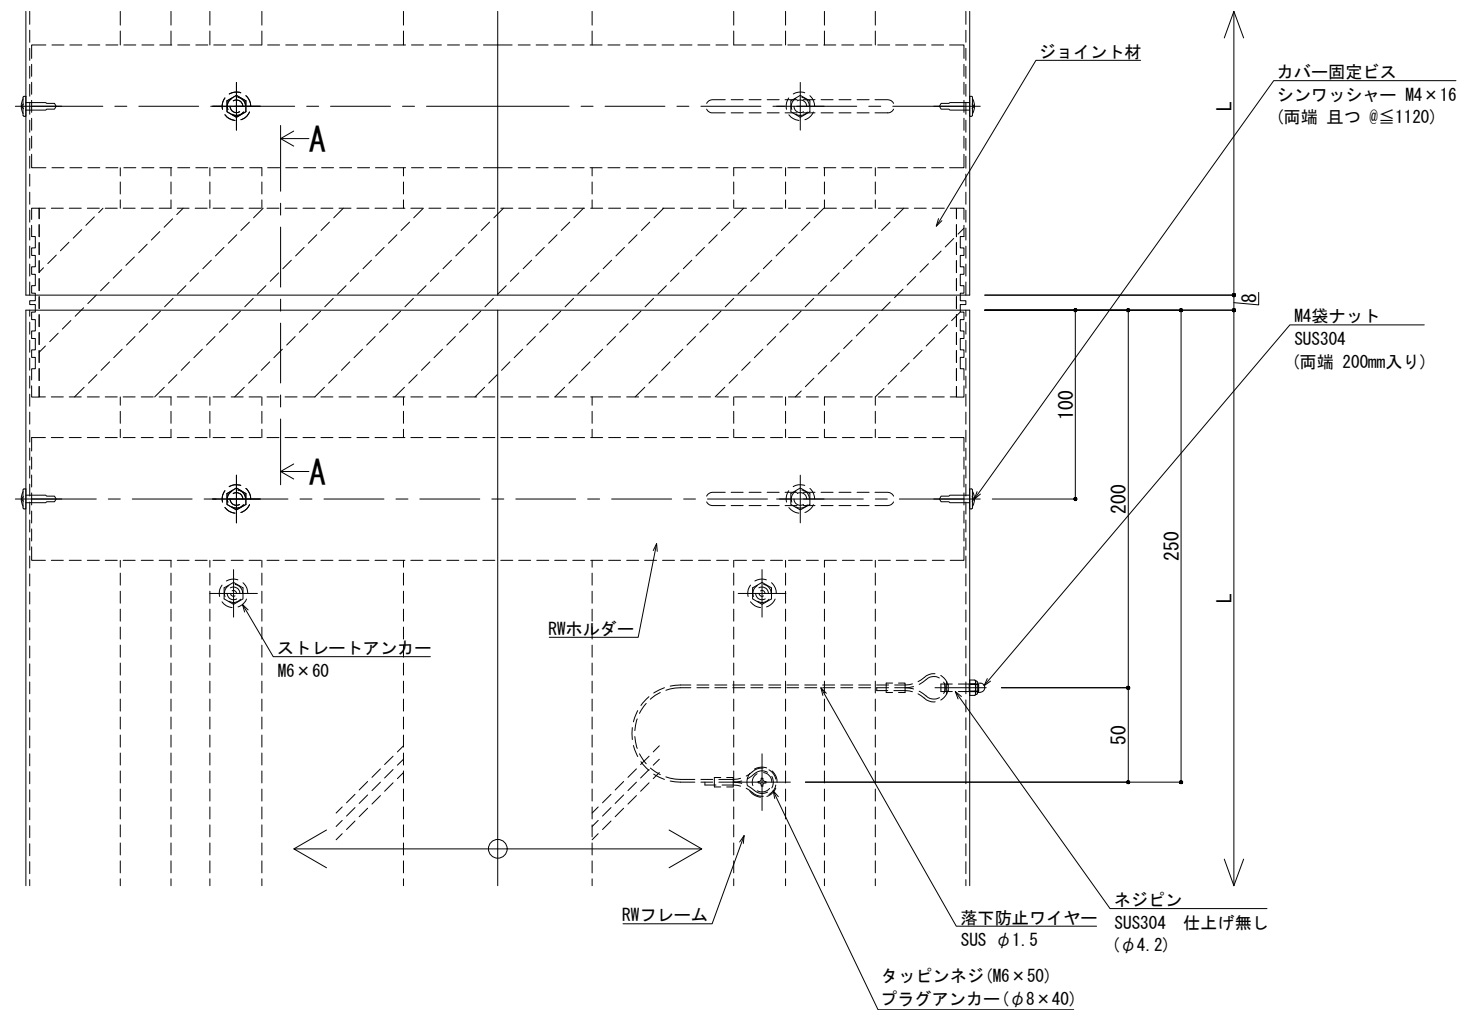 ジョイント材
カバー固定ビス
シンワッシャー M4×16
(両端 且つ @≦1120)
L
A
8
M4袋ナット
SUS304
(両端 200mm入り)
100
A
200
250
L
RWホルダー
ストレートアンカー
M6×60
50
RWフレーム
落下防止ワイヤー
SUS φ1.5
ネジピン
SUS304 仕上げ無し
(φ4.2)
タッピンネジ(M6×50)
プラグアンカー(φ8×40)